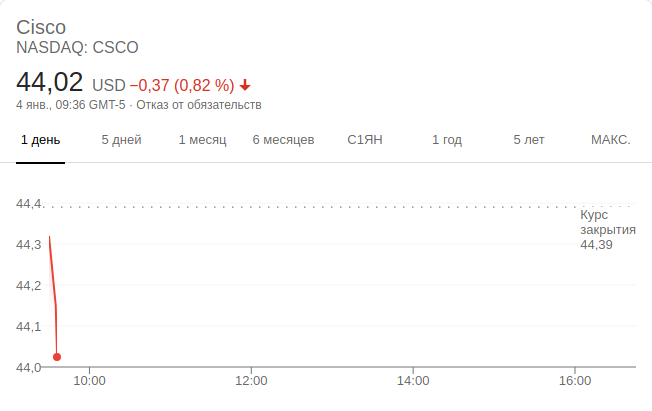 Cisco
NASDAQ: CSCO
44,02 USD −0,37 (0,82 %)
4 янв., 09:36 GMT-5 · Отказ от обязательств
1 день 5 дней 1 месяц 6 месяцев С1ЯН 1 год 5 лет МАКС.
44,4
Курс
закрытия
44,39
44,3
44,2
44,1
44,0
10:00 12:00 14:00 16:00